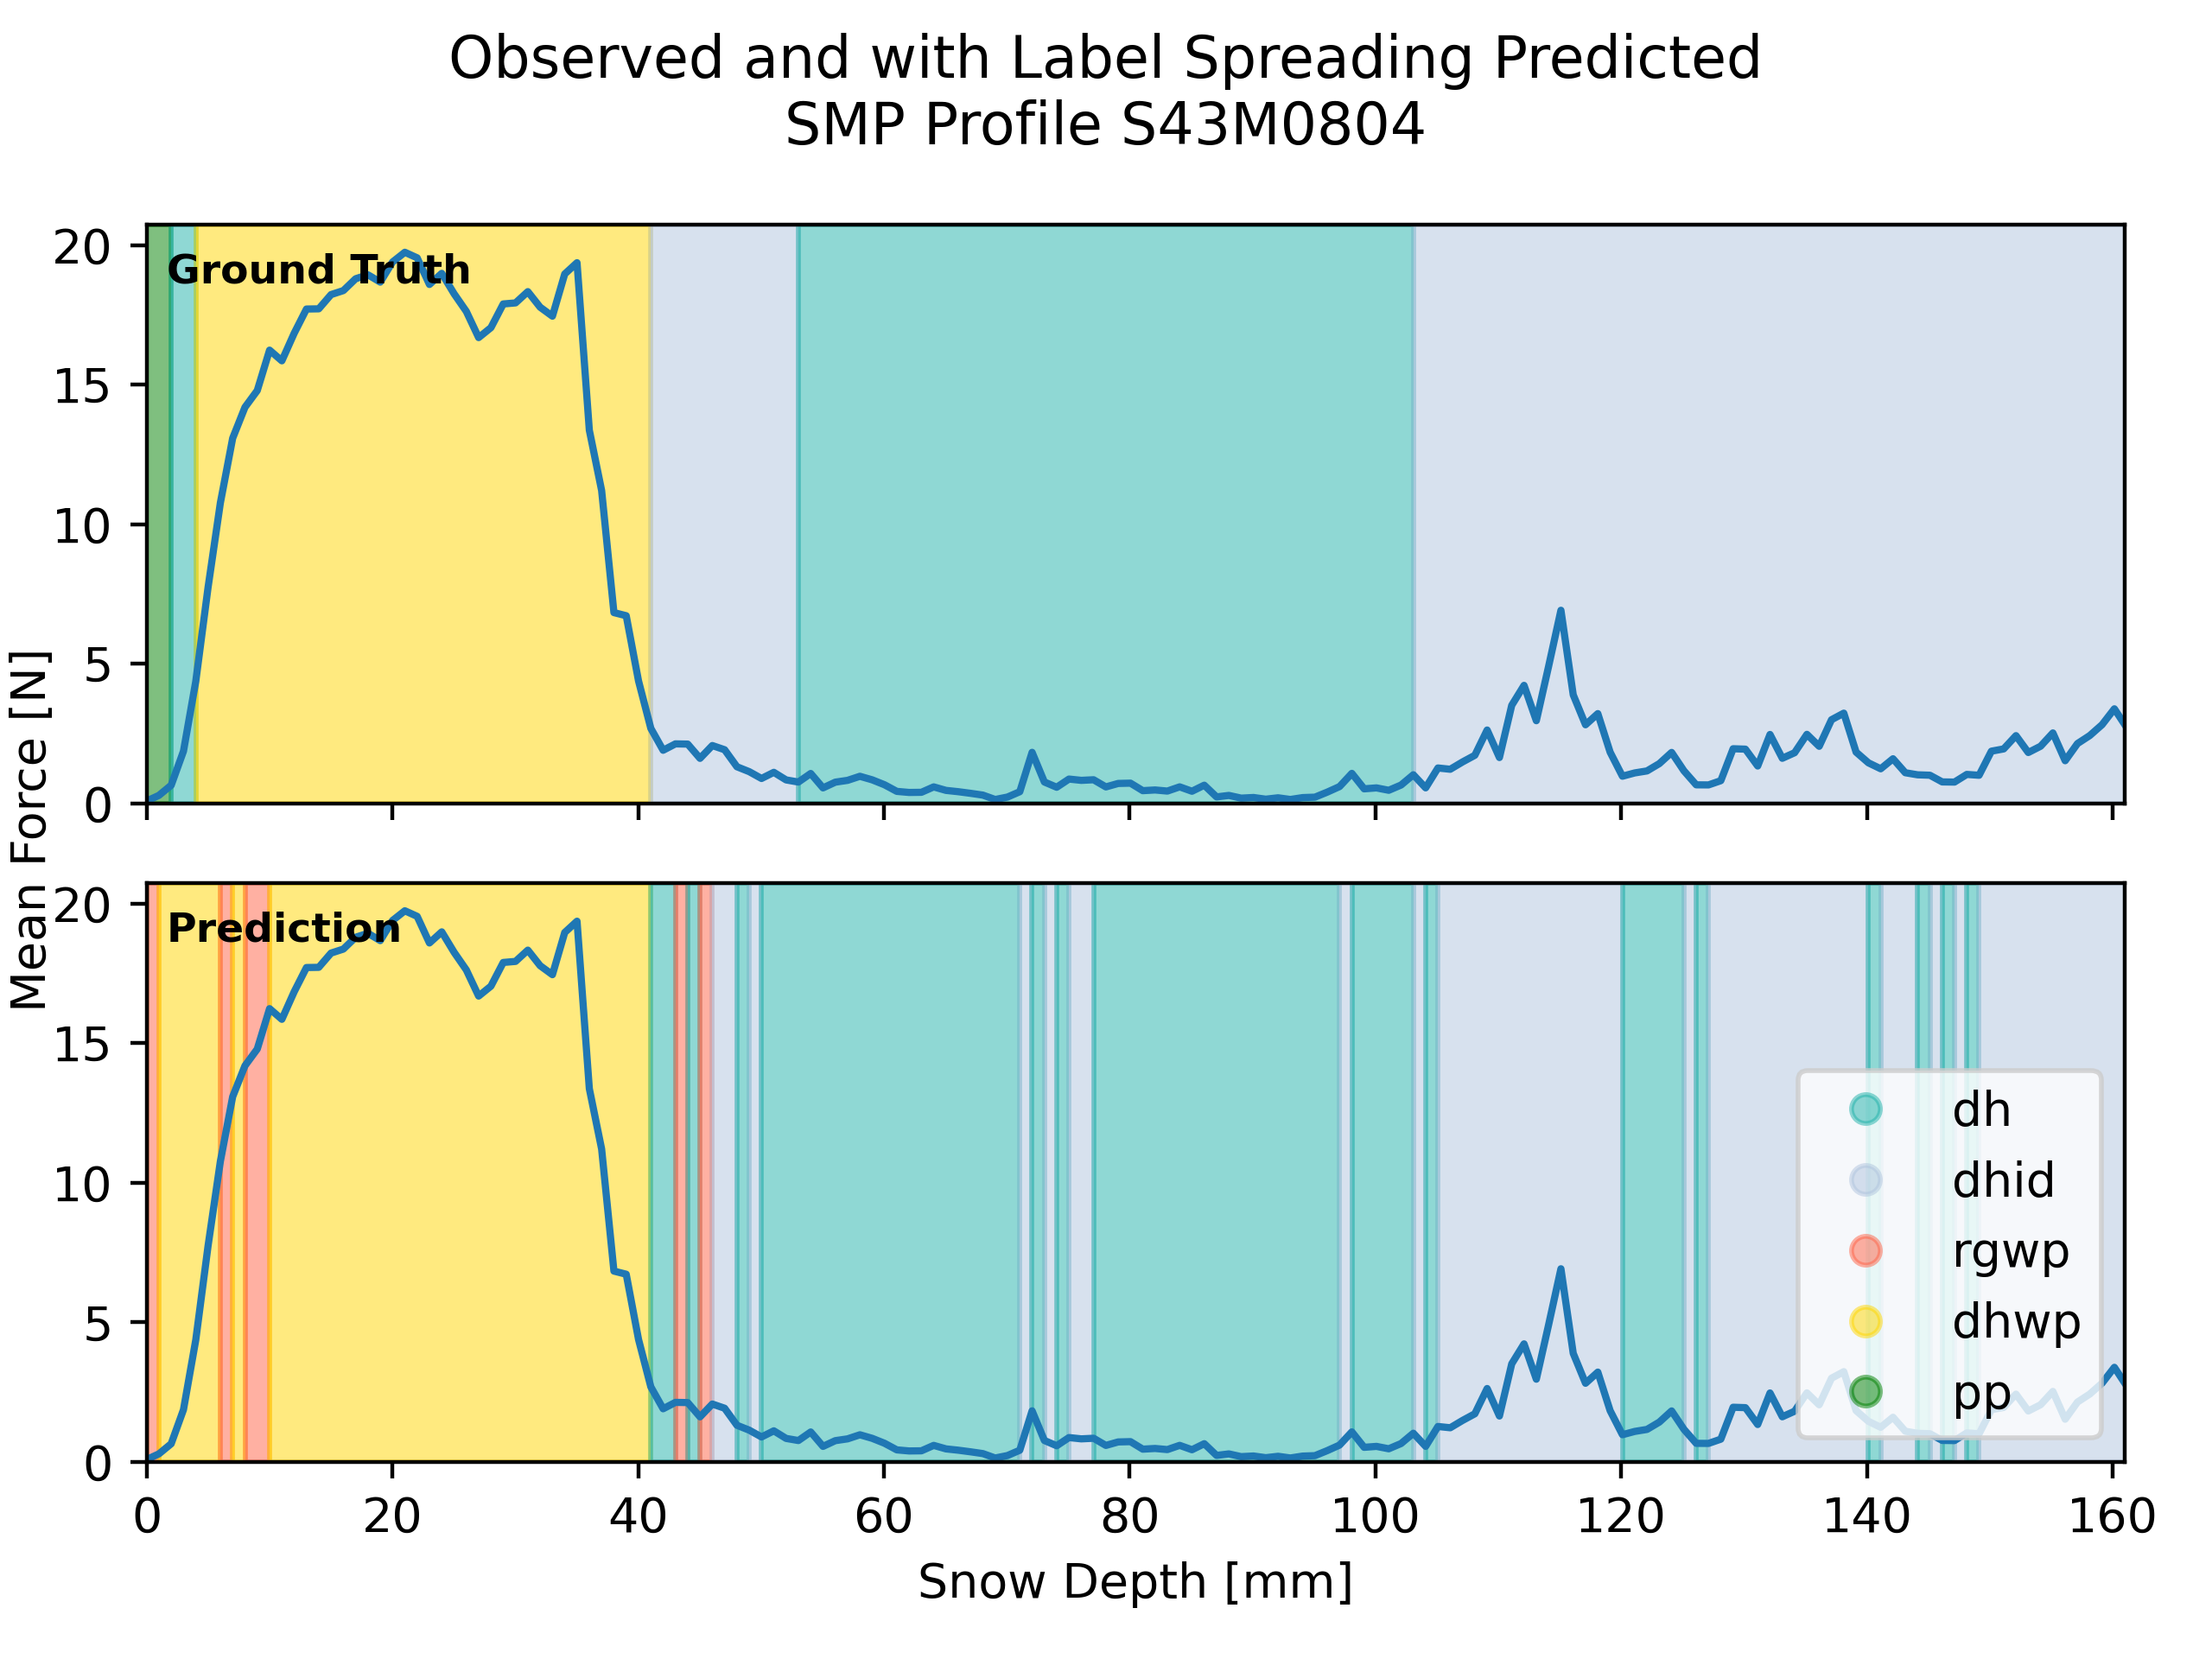 Observed and with Label Spreading Predicted
SMP Profile S43M0804
Mean Force [N]
20
15
10
5
0
Ground Truth
20
15
10
5
0
Prediction
dh
dhid
rgwp
dhwp
pp
0 20 40 60 80 100 120 140 160
Snow Depth [mm]